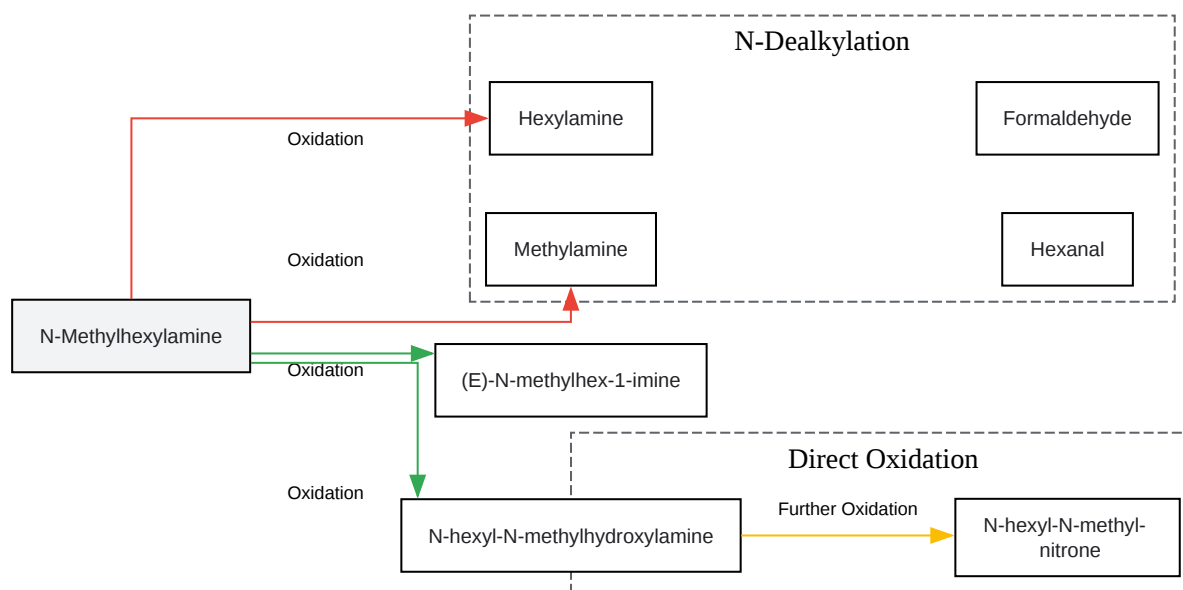 N-Dealkylation
Hexylamine
Formaldehyde
Oxidation
Methylamine
Hexanal
Oxidation
N-Methylhexylamine
Oxidation
(E)-N-methylhex-1-imine
Direct Oxidation
Oxidation
N-hexyl-N-methylhydroxylamine
Further Oxidation
N-hexyl-N-methyl-
nitrone